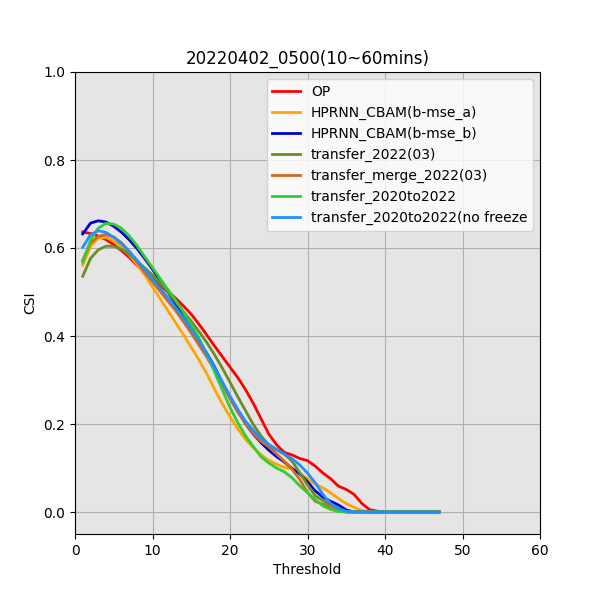 20220402_0500(10~60mins)
1.0
0.8
0.6
0.4
0.2
0.0
CSI
OP
HPRNN_CBAM(b-mse_a)
HPRNN_CBAM(b-mse_b)
transfer_2022(03)
transfer_merge_2022(03)
transfer_2020to2022
transfer_2020to2022(no freeze
0 10 20 30 40 50 60
Threshold